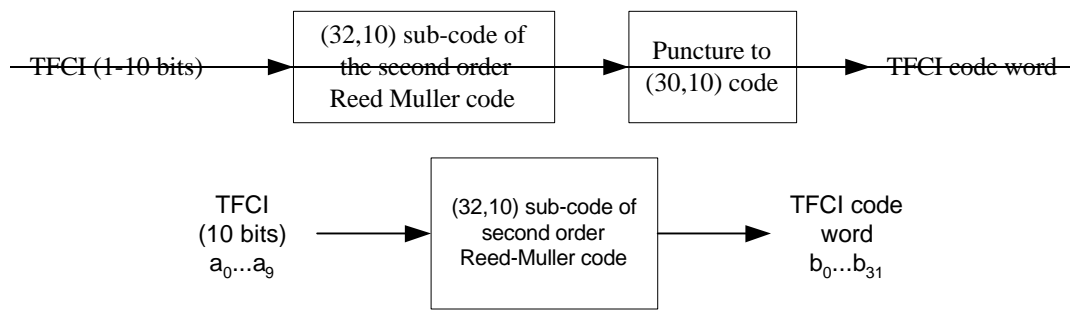 TFCI (1-10 bits)
(32,10) sub-code of
the second order
Reed Muller code
Puncture to
(30,10) code
TFCI code word
TFCI
(10 bits)
a0...a9
(32,10) sub-code of
second order
Reed-Muller code
TFCI code
word
b0...b31